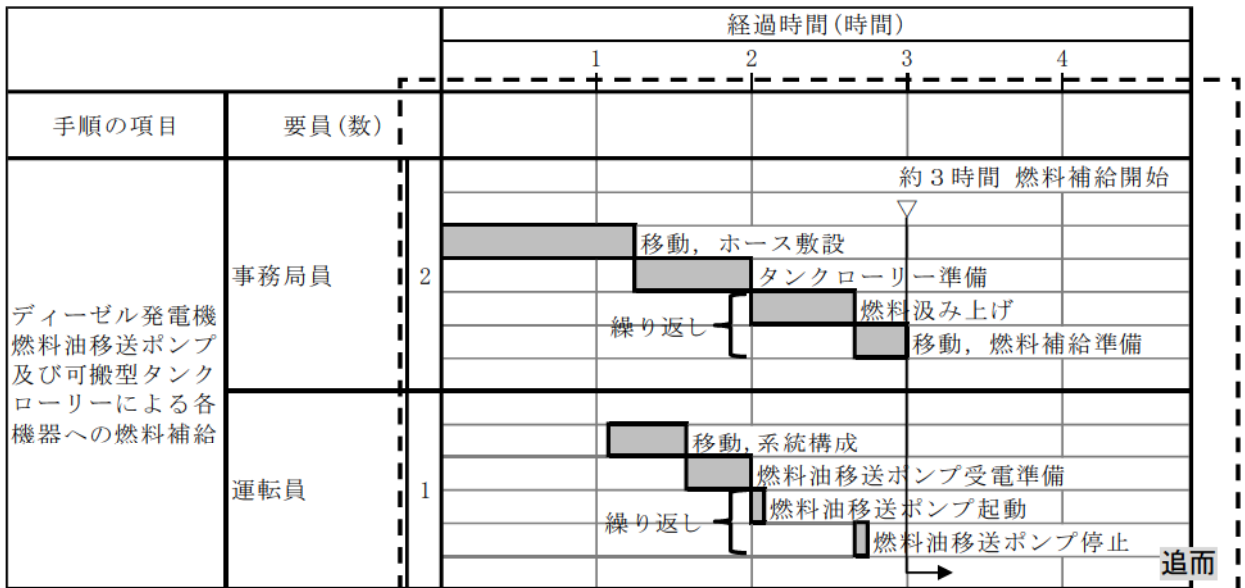 経過時間(時間)
1 2 3 4
手順の項目 要員(数)
約3時間 燃料補給開始
移動, ホース敷設
事務局員 2 タンクローリー準備
繰り返し 燃料汲み上げ
移動, 燃料補給準備
ディーゼル発電機
燃料油移送ポンプ
及び可搬型タンク
ローリーによる各
機器への燃料補給
移動,系統構成
運転員 1 燃料油移送ポンプ受電準備
繰り返し 燃料油移送ポンプ起動
燃料油移送ポンプ停止
追而